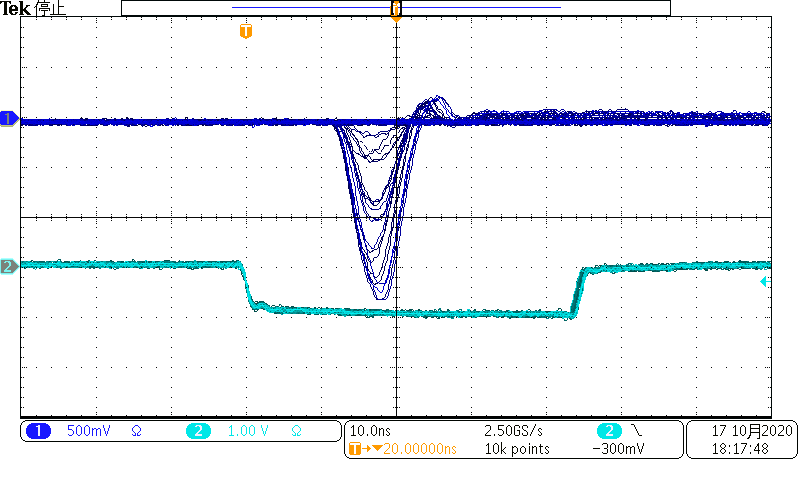 Tek 停止
T
1
2
1 500mV Ω 2 1.00 V Ω
10.0ns 2.50GS/s 2
T→▼20.00000ns 10k points −300mV
17 10月2020
18:17:48